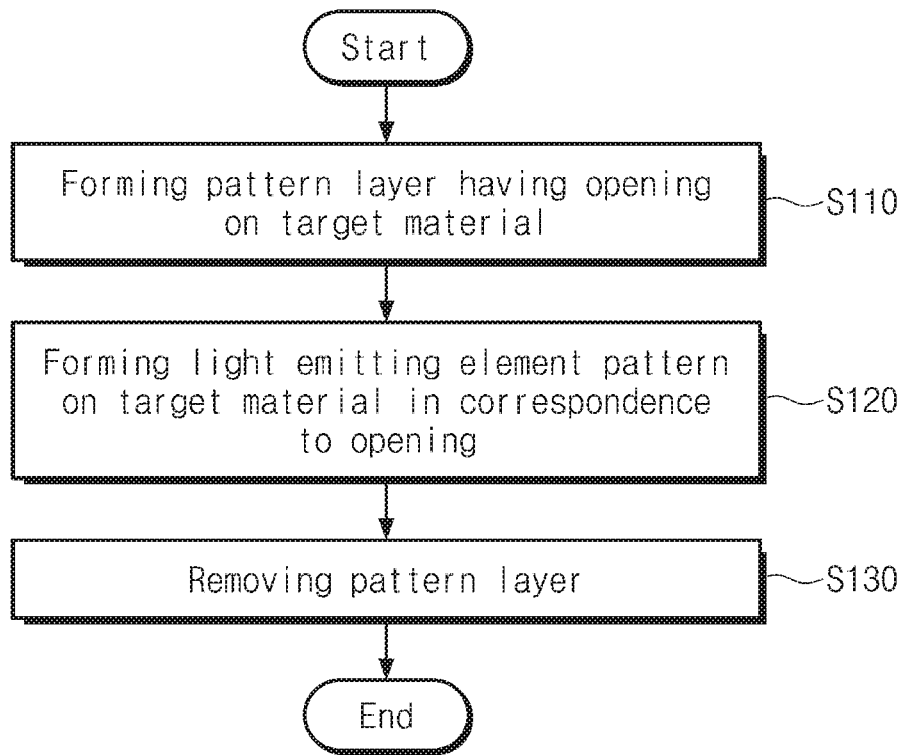 Start
Forming pattern layer having opening
on target material
S110
Forming light emitting element pattern
on target material in correspondence
to opening
S120
Removing pattern layer
S130
End